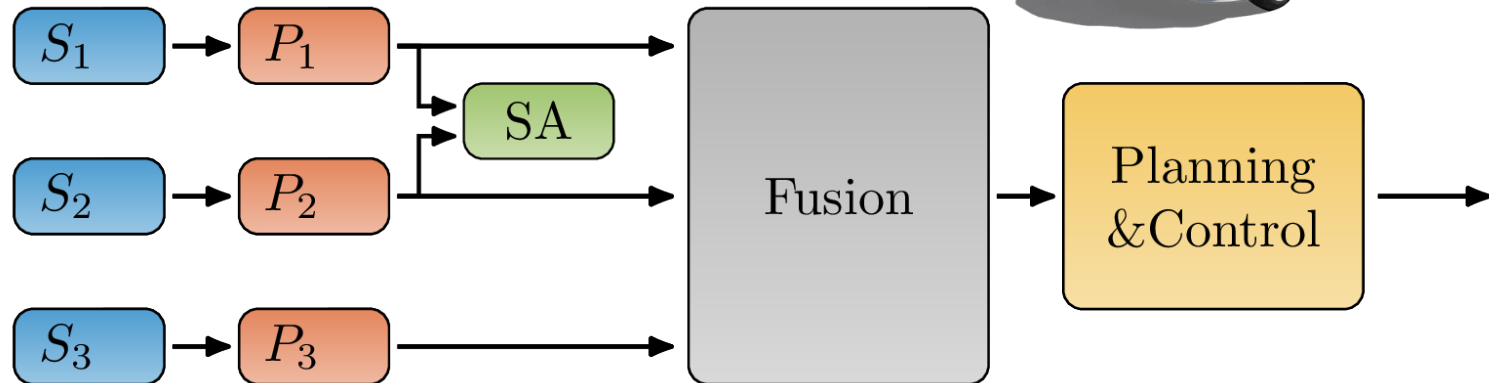 S₁
P₁
SA
S₂
P₂
Fusion
Planning
&Control
S₃
P₃